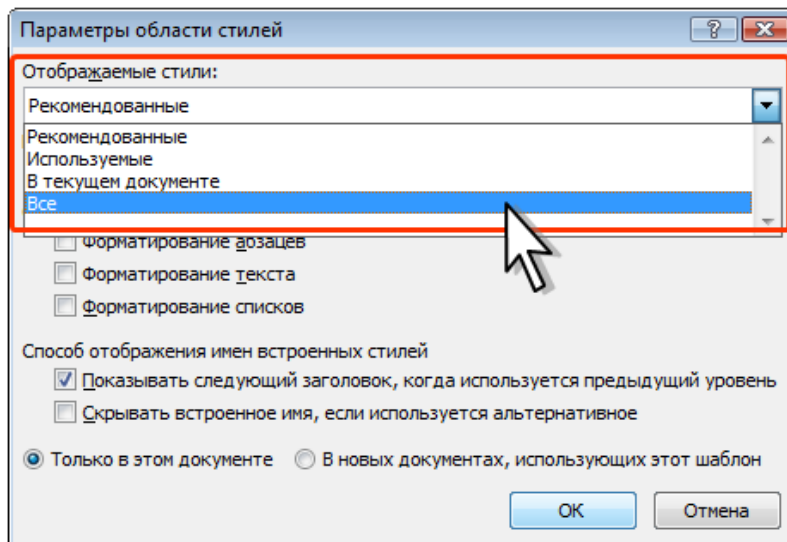 Параметры области стилей
Отображаемые стили:
Рекомендованные
Рекомендованные
Используемые
В текущем документе
Все
Форматирование абзацев
Форматирование текста
Форматирование списков
Способ отображения имен встроенных стилей
Показывать следующий заголовок, когда используется предыдущий уровень
Скрывать встроенное имя, если используется альтернативное
Только в этом документе В новых документах, использующих этот шаблон
ОК Отмена